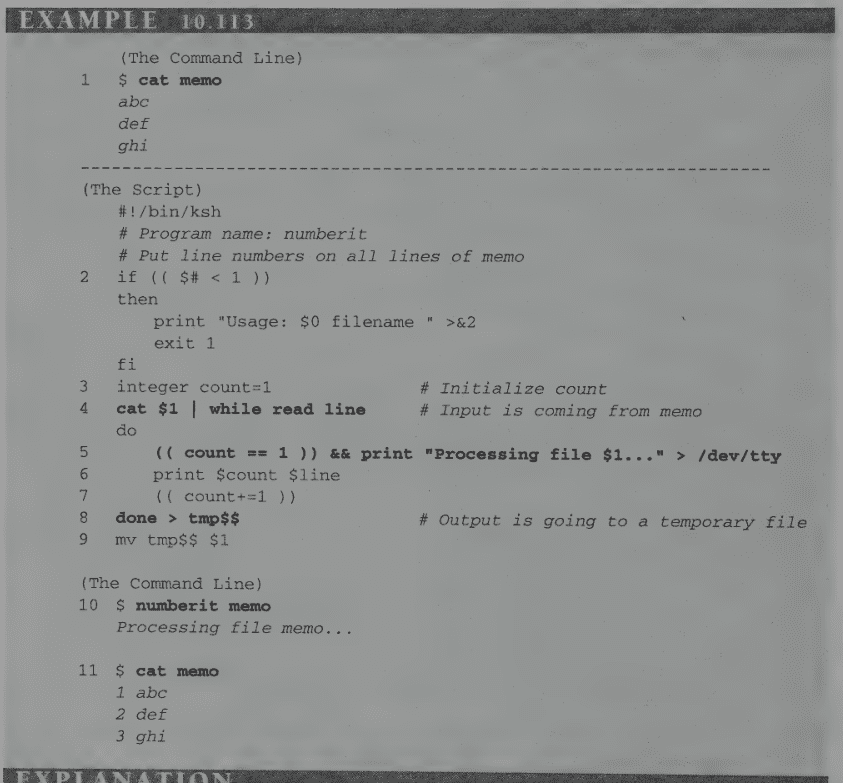 EXAMPLE 10.113
(The Command Line)
1 $ cat memo
abc
def
ghi
(The Script)
#!/bin/ksh
# Program name: numberit
# Put line numbers on all lines of memo
2 if (( $# < 1 ))
then
print "Usage: $0 filename " >&2
exit 1
fi
3 integer count=1 # Initialize count
4 cat $1 | while read line # Input is coming from memo
do
5 (( count == 1 )) && print "Processing file $1..." > /dev/tty
6 print $count $line
7 (( count+=1 ))
8 done > tmp$$ # Output is going to a temporary file
9 mv tmp$$ $1
(The Command Line)
10 $ numberit memo
Processing file memo...
11 $ cat memo
1 abc
2 def
3 ghi
EXPLANATION